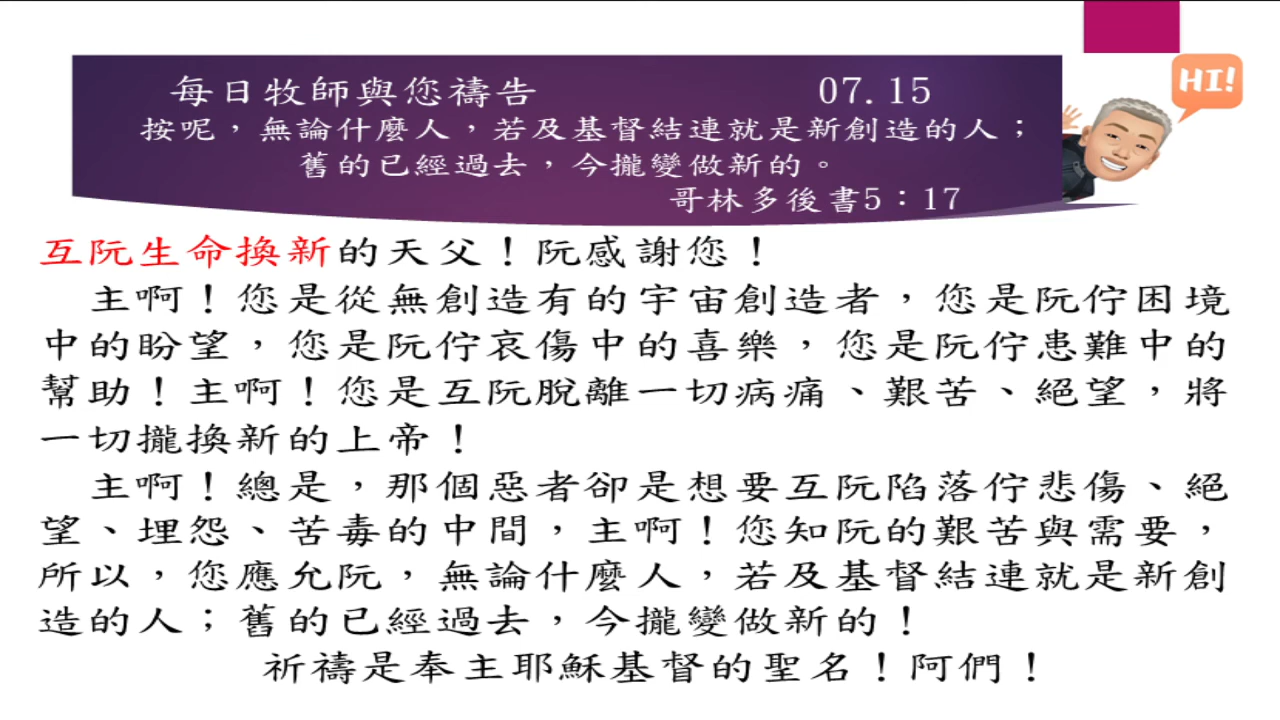 每日牧師與您禱告 07.15
按呢，無論什麼人，若及基督結連就是新創造的人；
舊的已經過去，今攏變做新的。
哥林多後書5：17
HI!
互阮生命換新的天父！阮感謝您！
主啊！您是從無創造有的宇宙創造者，您是阮佇困境
中的盼望，您是阮佇哀傷中的喜樂，您是阮佇患難中的
幫助！主啊！您是互阮脫離一切病痛、艱苦、絕望，將
一切攏換新的上帝！
主啊！總是，那個惡者卻是想要互阮陷落佇悲傷、絕
望、埋怨、苦毒的中間，主啊！您知阮的艱苦與需要，
所以，您應允阮，無論什麼人，若及基督結連就是新創
造的人；舊的已經過去，今攏變做新的！
祈禱是奉主耶穌基督的聖名！阿們！